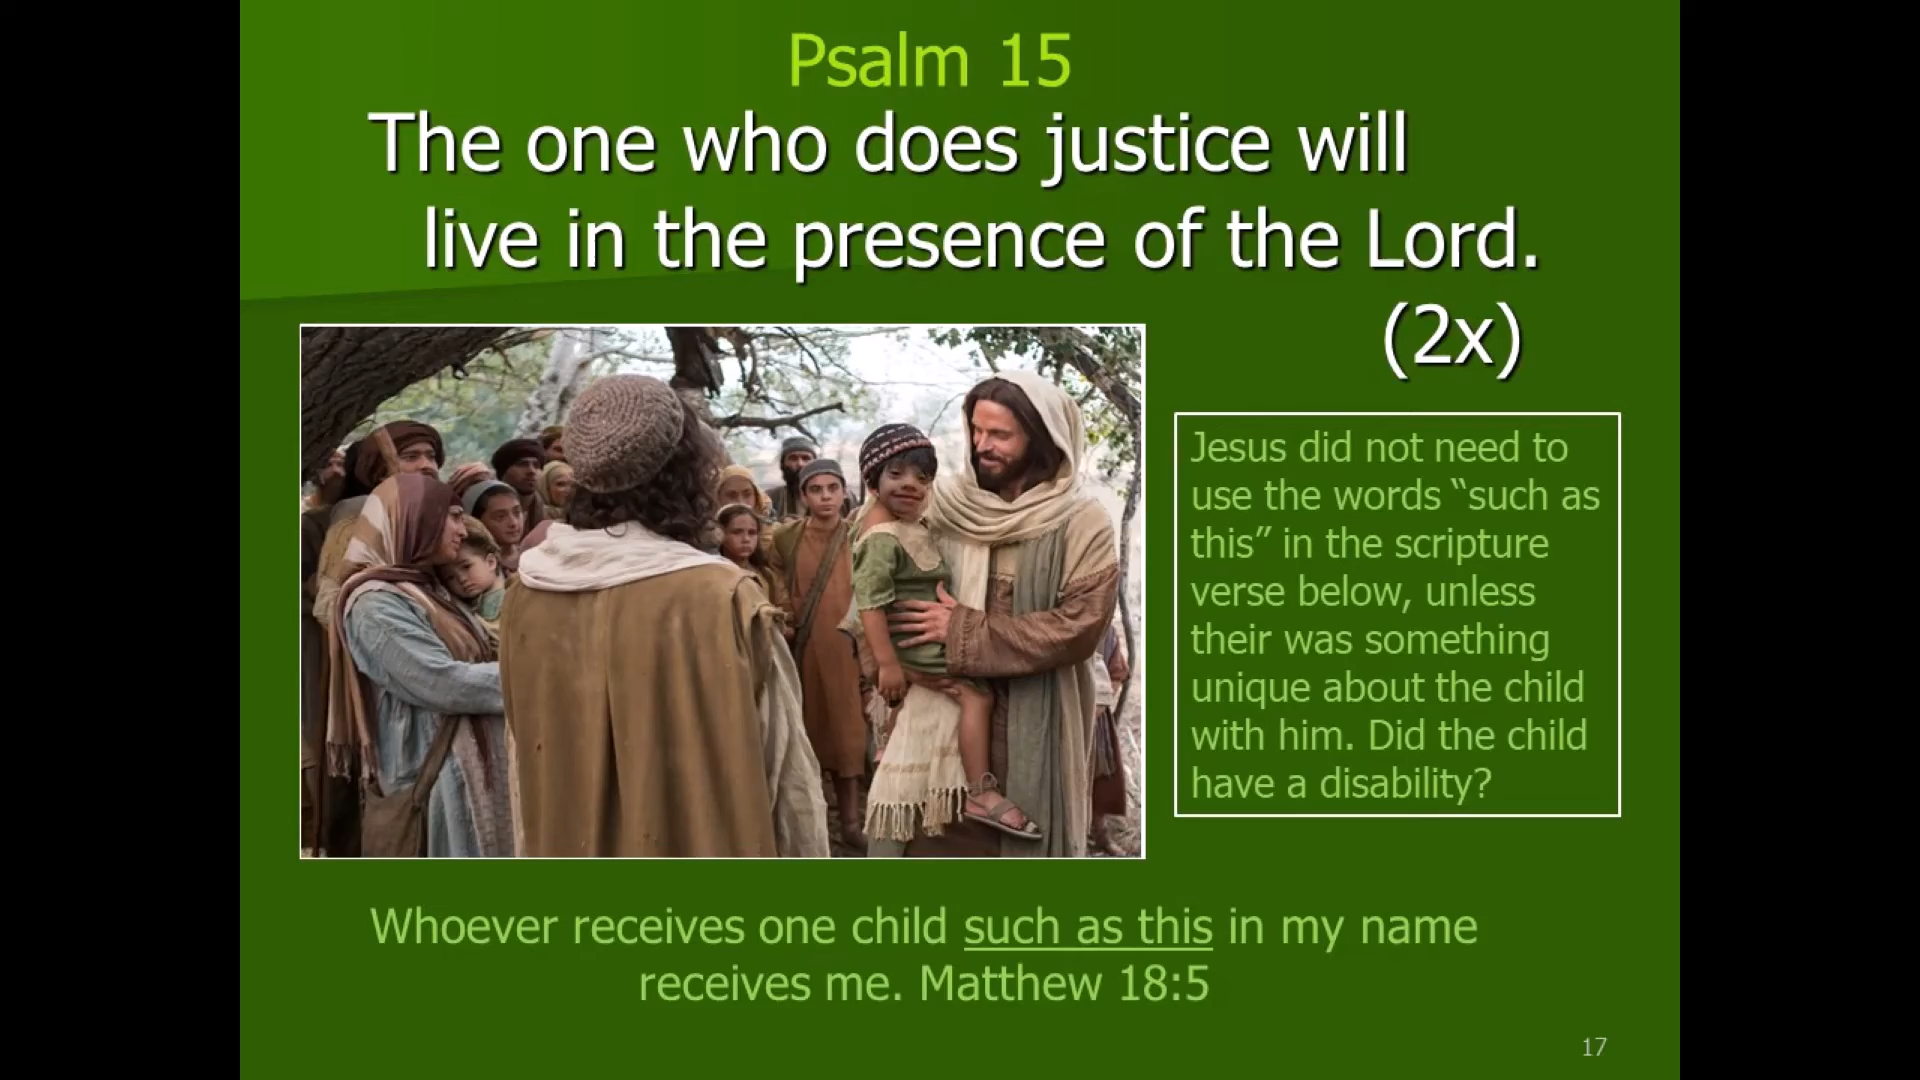 Psalm 15
The one who does justice will
live in the presence of the Lord.
(2x)
Jesus did not need to
use the words “such as
this” in the scripture
verse below, unless
their was something
unique about the child
with him. Did the child
have a disability?
Whoever receives one child such as this in my name
receives me. Matthew 18:5
17